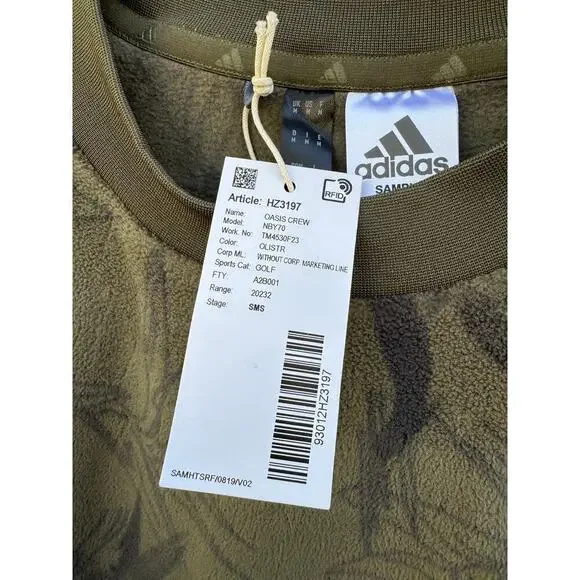 UK US F
M M M
D I E
M M M
adidas
RFID
Article: HZ3197
Name: OASIS CREW
Model: NBY70
Work. No: TM4530F23
Color: OLISTR
Corp ML: WITHOUT CORP. MARKETING LINE
Sports Cat: GOLF
FTY: A2B001
Range: 20232
Stage: SMS
93012HZ3197
SAMHTSRF/0819/V02